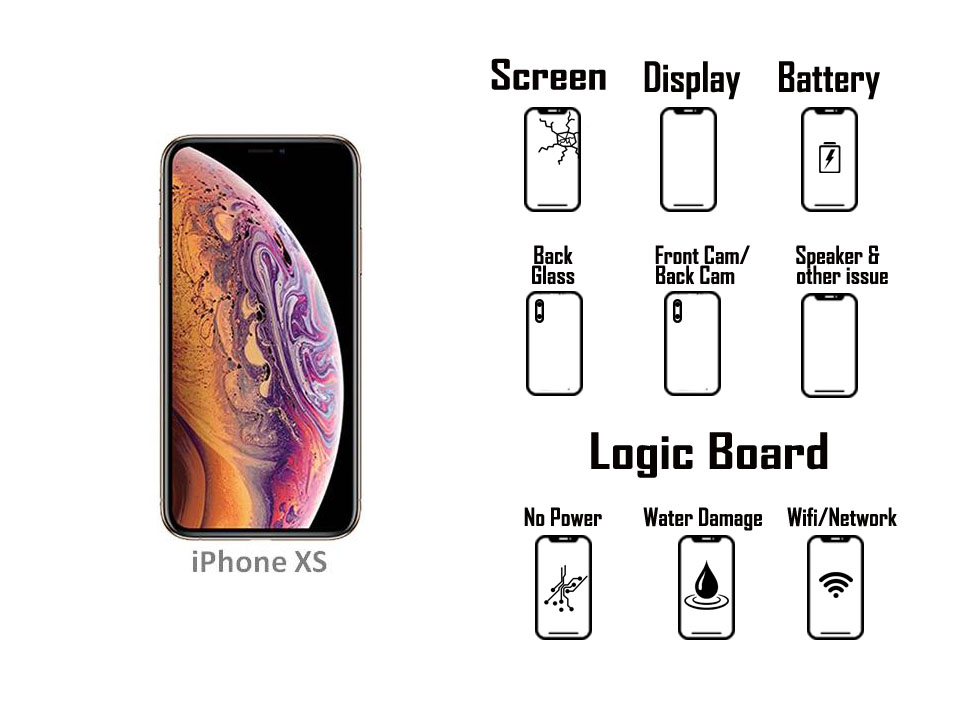 Screen
Display
Battery
Back
Glass
Front Cam/
Back Cam
Speaker &
other issue
Logic Board
No Power
Water Damage
Wifi/Network
iPhone XS